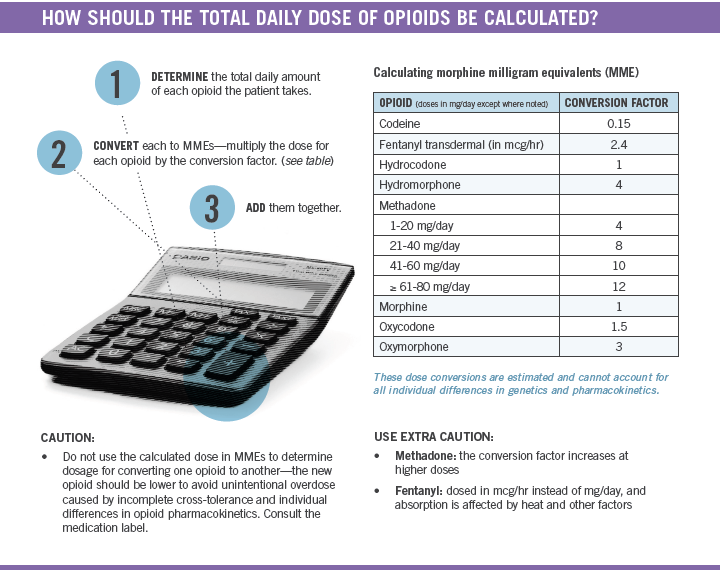 HOW SHOULD THE TOTAL DAILY DOSE OF OPIOIDS BE CALCULATED?
1
DETERMINE the total daily amount
of each opioid the patient takes.
2
CONVERT each to MMEs—multiply the dose for
each opioid by the conversion factor. (see table)
3
ADD them together.
CASIO
CAUTION:
• Do not use the calculated dose in MMEs to determine
dosage for converting one opioid to another—the new
opioid should be lower to avoid unintentional overdose
caused by incomplete cross-tolerance and individual
differences in opioid pharmacokinetics. Consult the
medication label.
Calculating morphine milligram equivalents (MME)
OPIOID (doses in mg/day except where noted) CONVERSION FACTOR
Codeine 0.15
Fentanyl transdermal (in mcg/hr) 2.4
Hydrocodone 1
Hydromorphone 4
Methadone
1-20 mg/day 4
21-40 mg/day 8
41-60 mg/day 10
≥ 61-80 mg/day 12
Morphine 1
Oxycodone 1.5
Oxymorphone 3
These dose conversions are estimated and cannot account for
all individual differences in genetics and pharmacokinetics.
USE EXTRA CAUTION:
• Methadone: the conversion factor increases at
higher doses
• Fentanyl: dosed in mcg/hr instead of mg/day, and
absorption is affected by heat and other factors